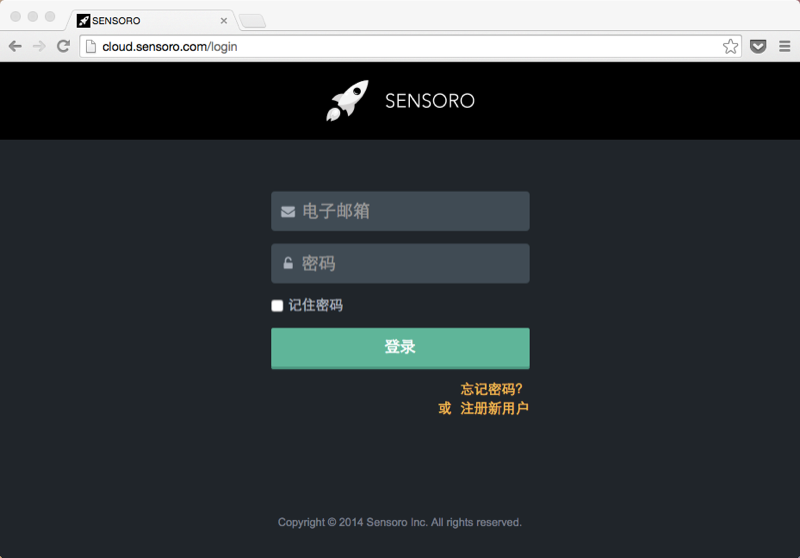 SENSORO
cloud.sensoro.com/login
SENSORO
电子邮箱
密码
记住密码
登录
忘记密码?
或 注册新用户
Copyright © 2014 Sensoro Inc. All rights reserved.